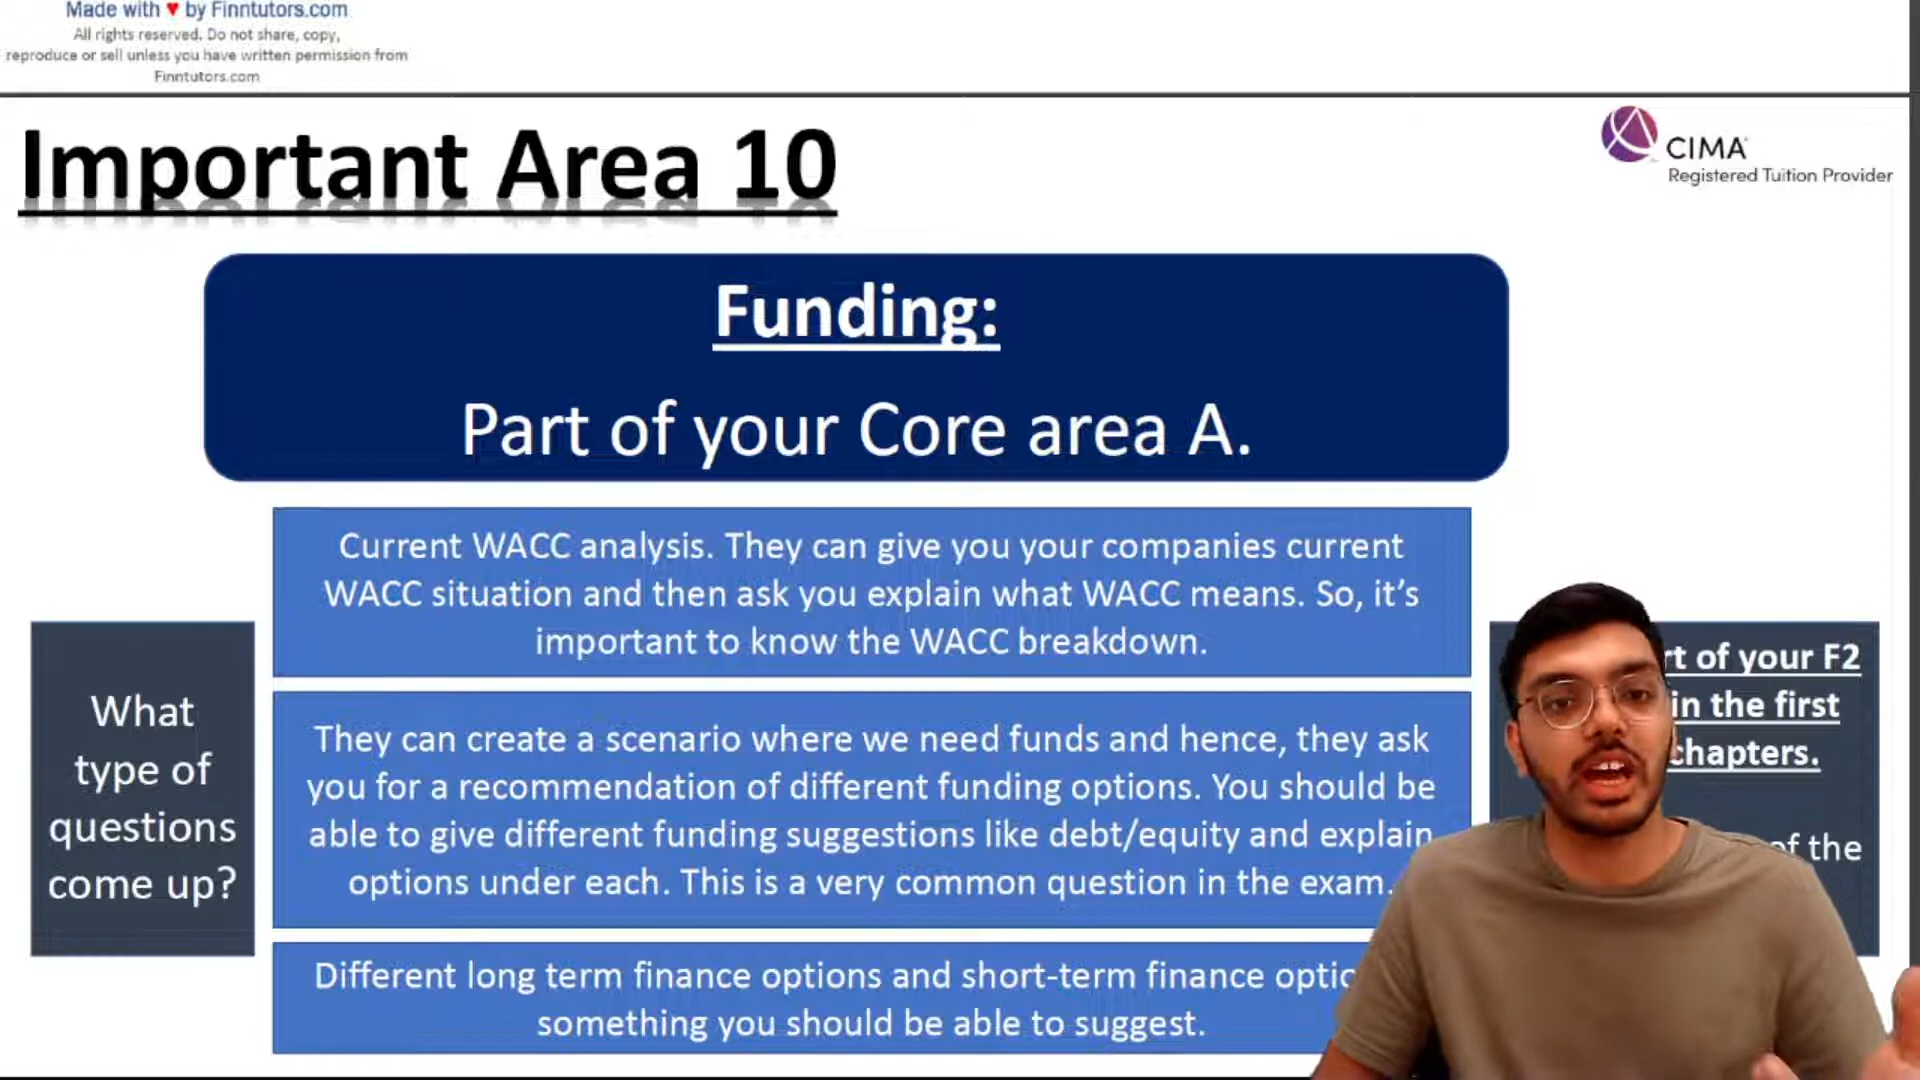 Made with ♥ by Finntutors.com
All rights reserved. Do not share, copy,
reproduce or sell unless you have written permission from
Finntutors.com
Important Area 10
CIMA
Registered Tuition Provider
Funding:
Part of your Core area A.
What
type of
questions
come up?
Current WACC analysis. They can give you your companies current
WACC situation and then ask you explain what WACC means. So, it's
important to know the WACC breakdown.
They can create a scenario where we need funds and hence, they ask
you for a recommendation of different funding options. You should be
able to give different funding suggestions like debt/equity and explain
options under each. This is a very common question in the exam.
Different long term finance options and short-term finance
something you should be able to suggest.
of your F2
in the first
chapters.
of the